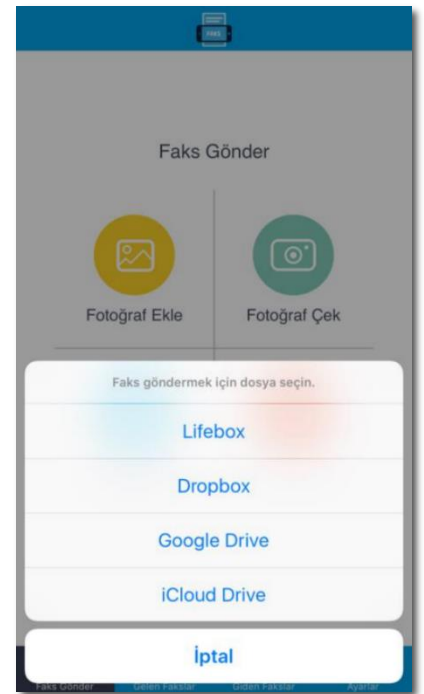 FAKS
Faks Gönder
Fotoğraf Ekle
Fotoğraf Çek
Faks göndermek için dosya seçin.
Lifebox
Dropbox
Google Drive
iCloud Drive
İptal
Faks Gönder
Gelen Fakslar
Giden Fakslar
Ayarlar